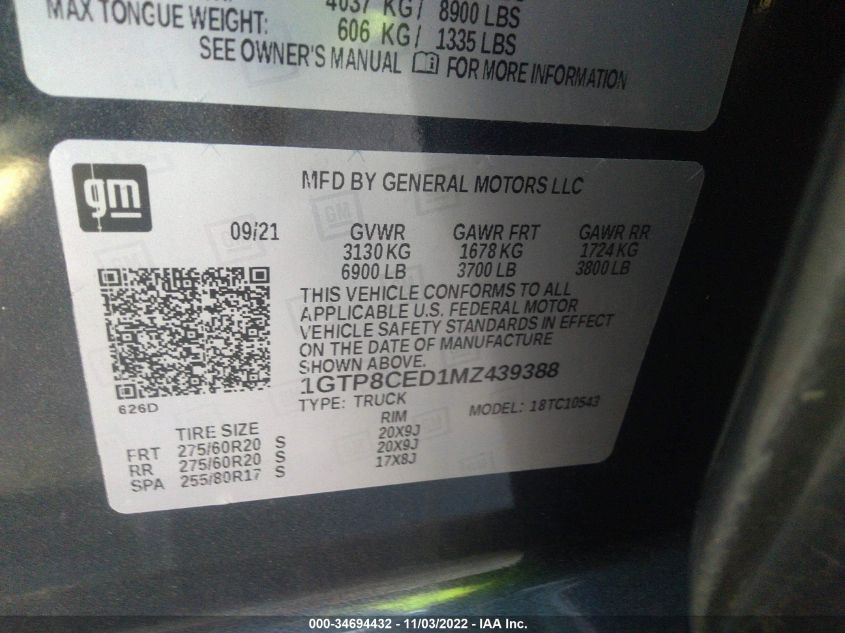 4037 KG / 8900 LBS
MAX TONGUE WEIGHT: 606 KG / 1335 LBS
SEE OWNER'S MANUAL FOR MORE INFORMATION
gm
MFD BY GENERAL MOTORS LLC
09/21 GVWR GAWR FRT GAWR RR
3130 KG 1678 KG 1724 KG
6900 LB 3700 LB 3800 LB
THIS VEHICLE CONFORMS TO ALL
APPLICABLE U.S. FEDERAL MOTOR
VEHICLE SAFETY STANDARDS IN EFFECT
ON THE DATE OF MANUFACTURE
SHOWN ABOVE.
1GTP8CED1MZ439388
626D TYPE: TRUCK MODEL: 18TC10543
TIRE SIZE RIM
FRT 275/60R20 S 20X9J
RR 275/60R20 S 20X9J
SPA 255/80R17 S 17X8J
000-34694432 - 11/03/2022 - IAA Inc.